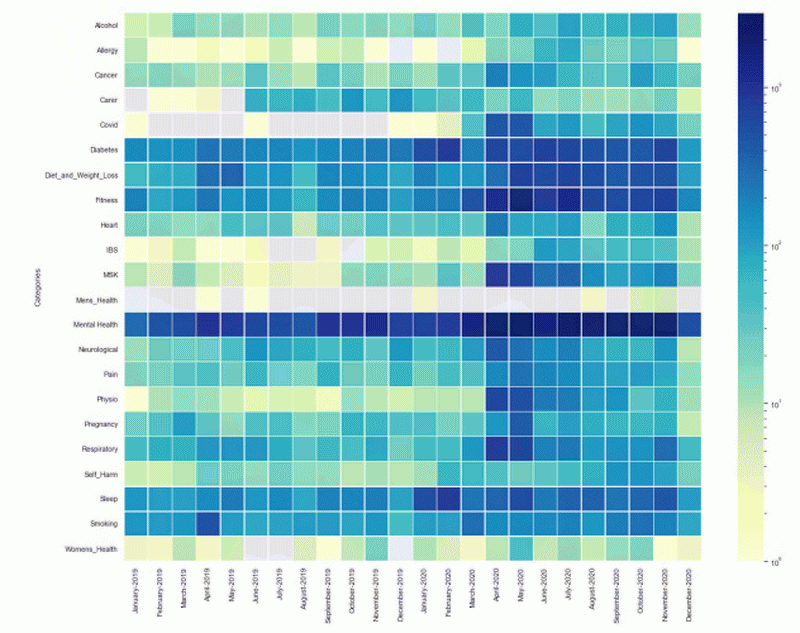 Categories
Alcohol
Allergy
Cancer
Carer
Covid
Diabetes
Diet_and_Weight_Loss
Fitness
Heart
IBS
MSK
Mens_Health
Mental Health
Neurological
Pain
Physio
Pregnancy
Respiratory
Self_Harm
Sleep
Smoking
Womens_Health
January-2019
February-2019
March-2019
April-2019
May-2019
June-2019
July-2019
August-2019
September-2019
October-2019
November-2019
December-2019
January-2020
February-2020
March-2020
April-2020
May-2020
June-2020
July-2020
August-2020
September-2020
October-2020
November-2020
December-2020
10³
10²
10¹
10⁰